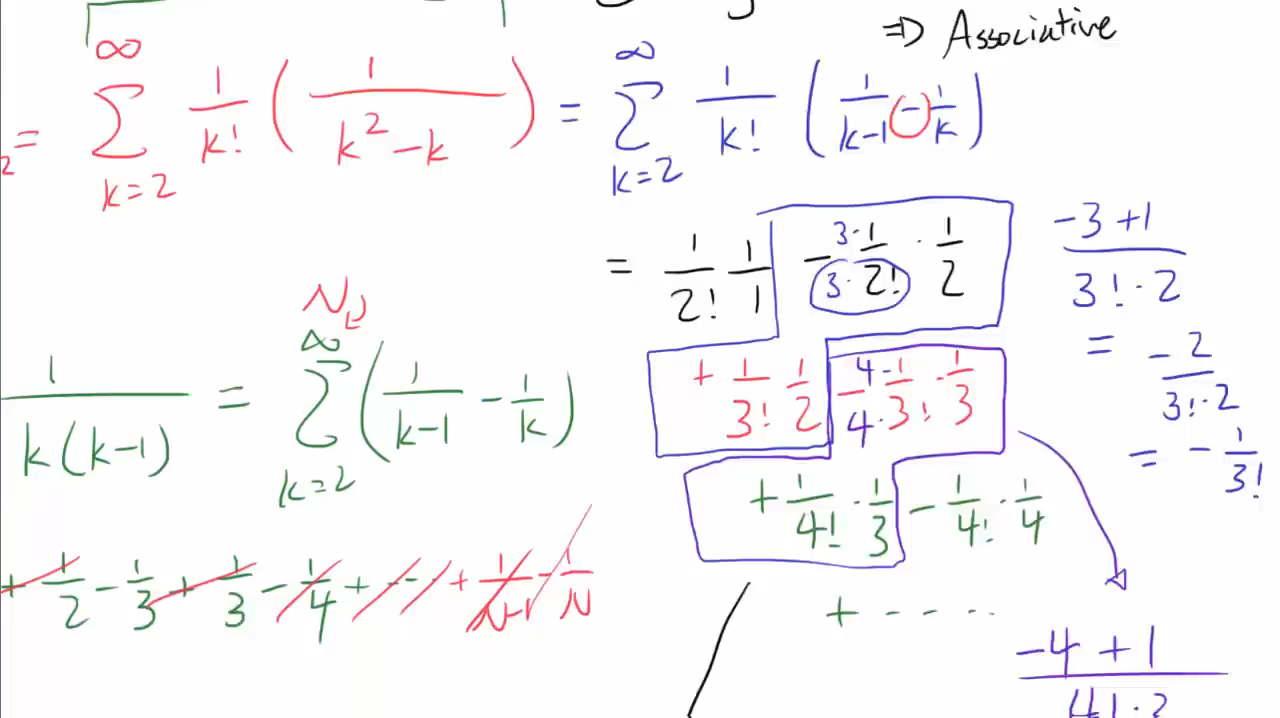 ⇒ Associative
2 = ∞ ∑ k=2 1/k! ( 1/(k² − k) ) = ∞ ∑ k=2 1/k! ( 1/(k−1) − 1/k )
= 1/2! 1/1 − 3·1/3·2! · 1/2
−3 +1 / 3!·2
+ 1/3! 1/2 − 4·1/4·3! · 1/3
= −2 / 3!·2
= − 1/3!
+ 1/4! · 1/3 − 1/4! · 1/4
+ - - - - -
−4 +1 / 4!·3
N
1/k(k−1) = ∞ ∑ k=2 ( 1/(k−1) − 1/k )
+ 1/2 − 1/3 + 1/3 − 1/4 + - - - + 1/N−1 − 1/N